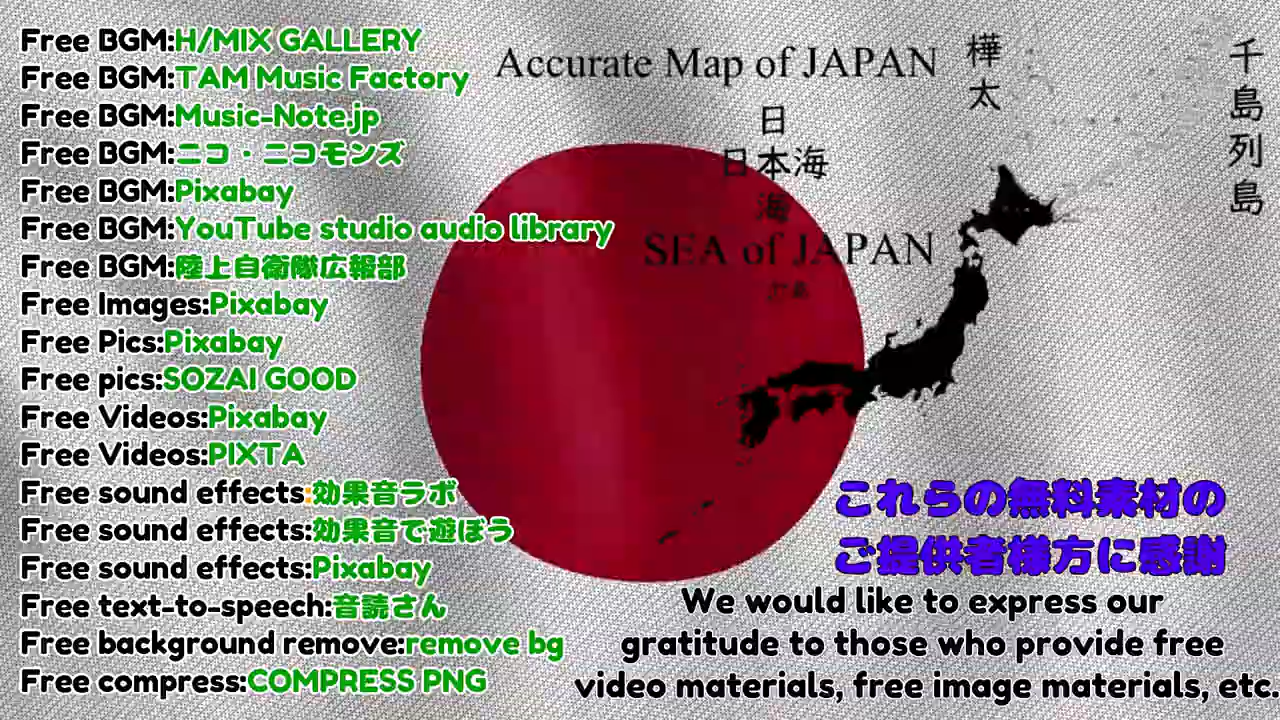 Free BGM:H/MIX GALLERY
Free BGM:TAM Music Factory
Free BGM:Music-Note.jp
Free BGM:ニコ・ニコモンズ
Free BGM:Pixabay
Free BGM:YouTube studio audio library
Free BGM:陸上自衛隊広報部
Free Images:Pixabay
Free Pics:Pixabay
Free pics:SOZAI GOOD
Free Videos:Pixabay
Free Videos:PIXTA
Free sound effects:効果音ラボ
Free sound effects:効果音で遊ぼう
Free sound effects:Pixabay
Free text-to-speech:音読さん
Free background remove:remove bg
Free compress:COMPRESS PNG
Accurate Map of JAPAN
樺太
千島列島
日
日本海
海
SEA of JAPAN
これらの無料素材の
ご提供者様方に感謝
We would like to express our
gratitude to those who provide free
video materials, free image materials, etc.